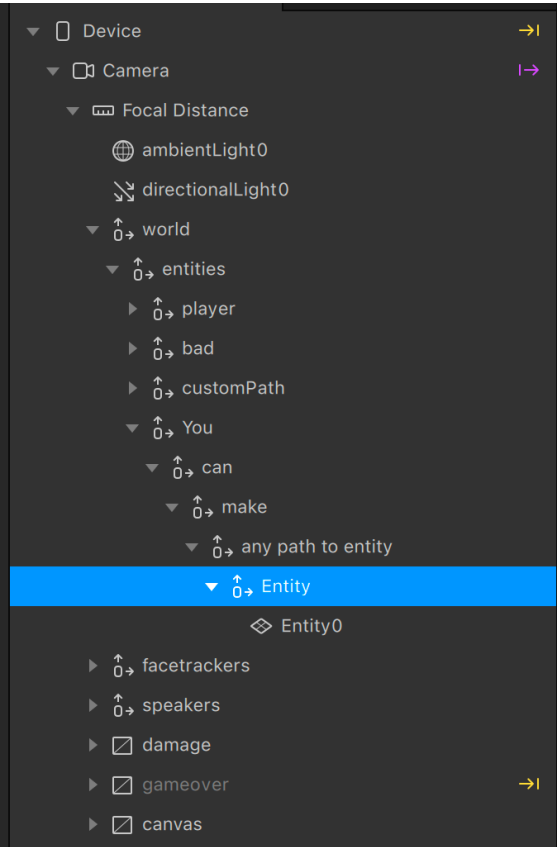 Device
Camera
Focal Distance
ambientLight0
directionalLight0
world
entities
player
bad
customPath
You
can
make
any path to entity
Entity
Entity0
facetrackers
speakers
damage
gameover
canvas